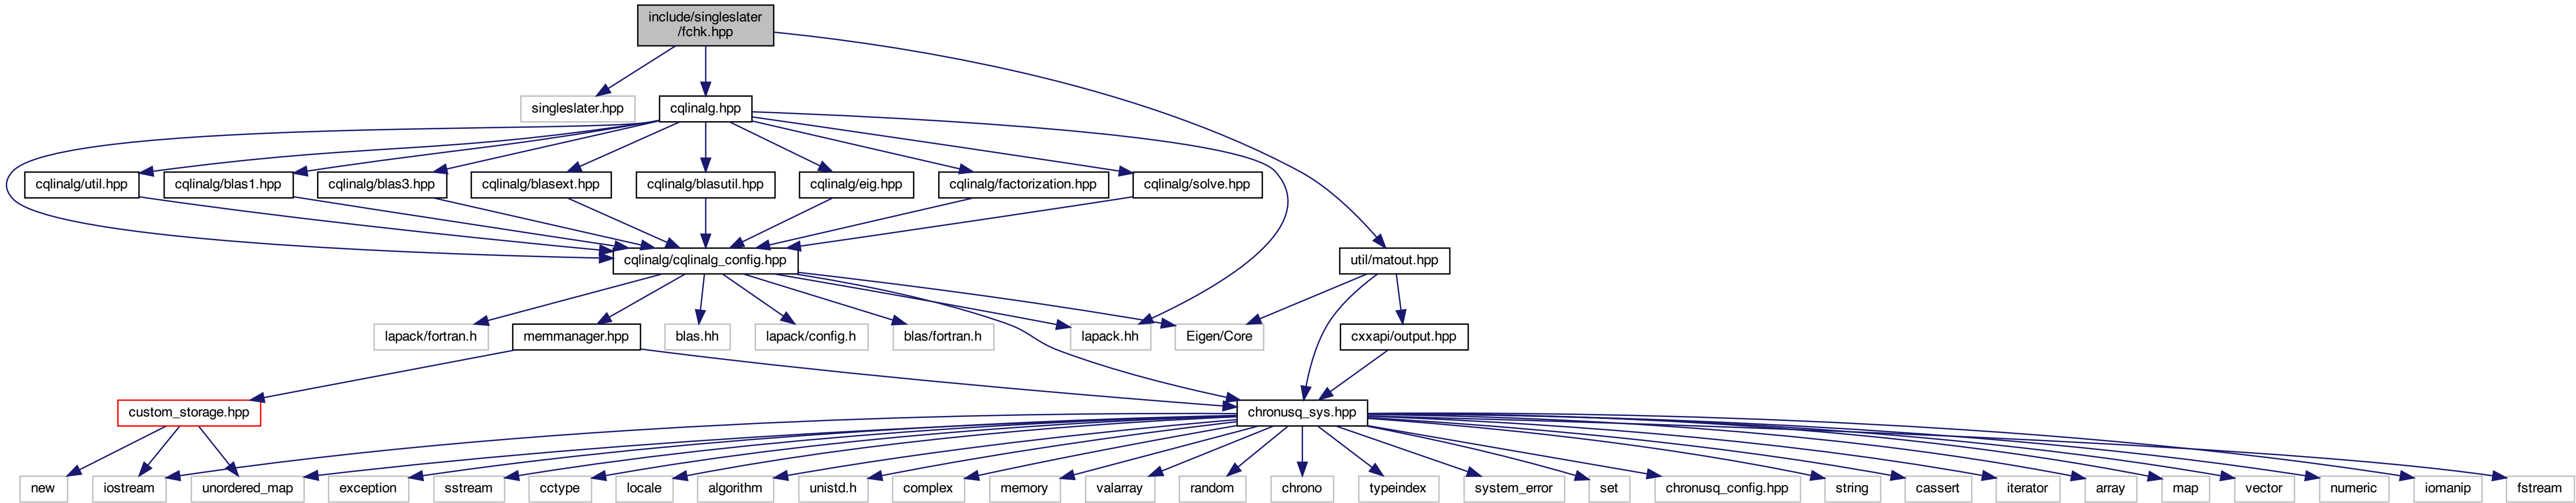 include/singleslater
/fchk.hpp
singleslater.hpp
cqlinalg.hpp
cqlinalg/util.hpp
cqlinalg/blas1.hpp
cqlinalg/blas3.hpp
cqlinalg/blasext.hpp
cqlinalg/blasutil.hpp
cqlinalg/eig.hpp
cqlinalg/factorization.hpp
cqlinalg/solve.hpp
cqlinalg/cqlinalg_config.hpp
util/matout.hpp
lapack/fortran.h
memmanager.hpp
blas.hh
lapack/config.h
blas/fortran.h
lapack.hh
Eigen/Core
cxxapi/output.hpp
custom_storage.hpp
chronusq_sys.hpp
new
iostream
unordered_map
exception
sstream
cctype
locale
algorithm
unistd.h
complex
memory
valarray
random
chrono
typeindex
system_error
set
chronusq_config.hpp
string
cassert
iterator
array
map
vector
numeric
iomanip
fstream